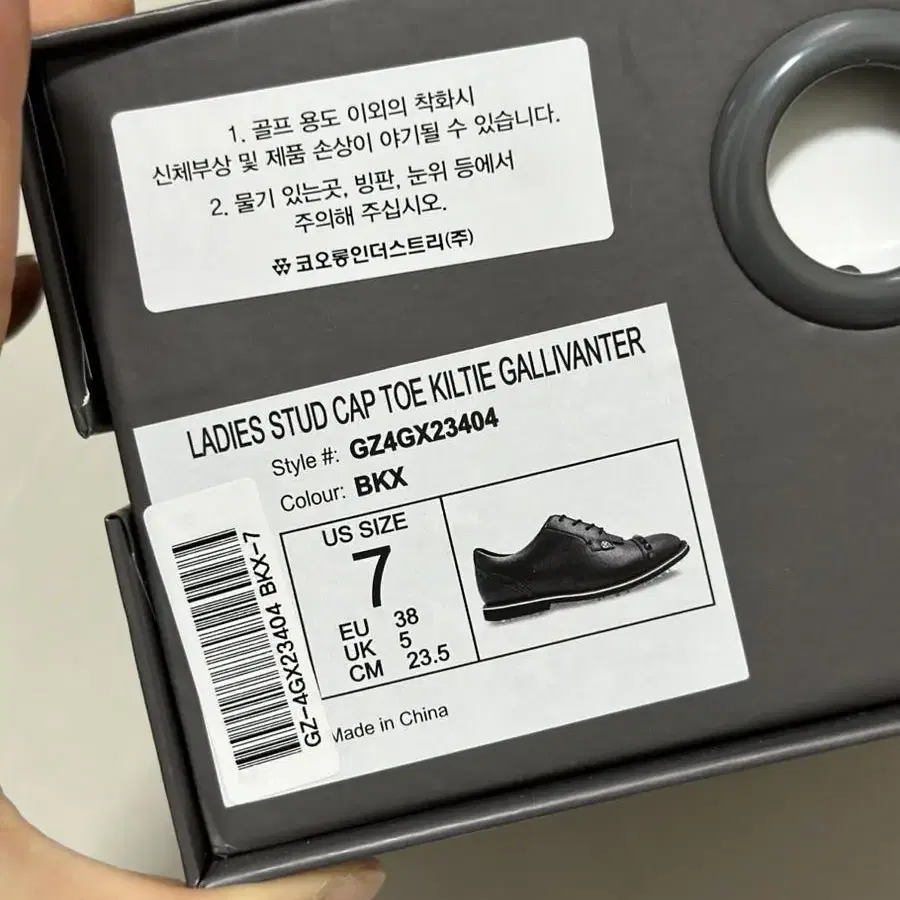 1. 골프 용도 이외의 착화시
신체부상 및 제품 손상이 야기될 수 있습니다.
2. 물기 있는곳, 빙판, 눈위 등에서
주의해 주십시오.
코오롱인더스트리(주)
LADIES STUD CAP TOE KILTIE GALLIVANTER
Style #: GZ4GX23404
Colour: BKX
US SIZE
7
EU 38
UK 5
CM 23.5
GZ-4GX23404 BKX-7
Made in China